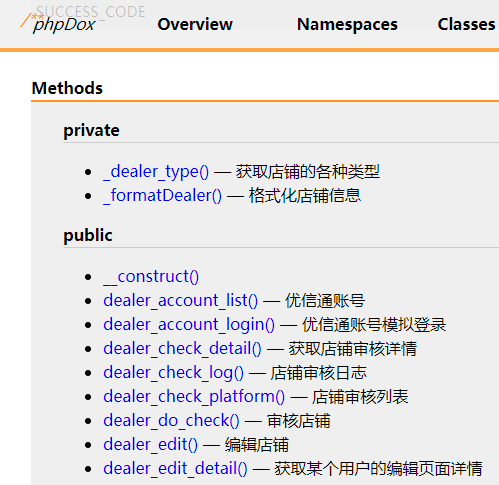 SUCCESS_CODE
/**phpDox Overview Namespaces Classes
Methods
private
_dealer_type() — 获取店铺的各种类型
_formatDealer() — 格式化店铺信息
public
__construct()
dealer_account_list() — 优信通账号
dealer_account_login() — 优信通账号模拟登录
dealer_check_detail() — 获取店铺审核详情
dealer_check_log() — 店铺审核日志
dealer_check_platform() — 店铺审核列表
dealer_do_check() — 审核店铺
dealer_edit() — 编辑店铺
dealer_edit_detail() — 获取某个用户的编辑页面详情